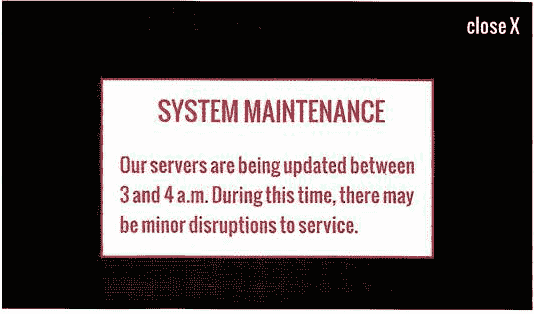 close X
SYSTEM MAINTENANCE
Our servers are being updated between
3 and 4 a.m. During this time, there may
be minor disruptions to service.